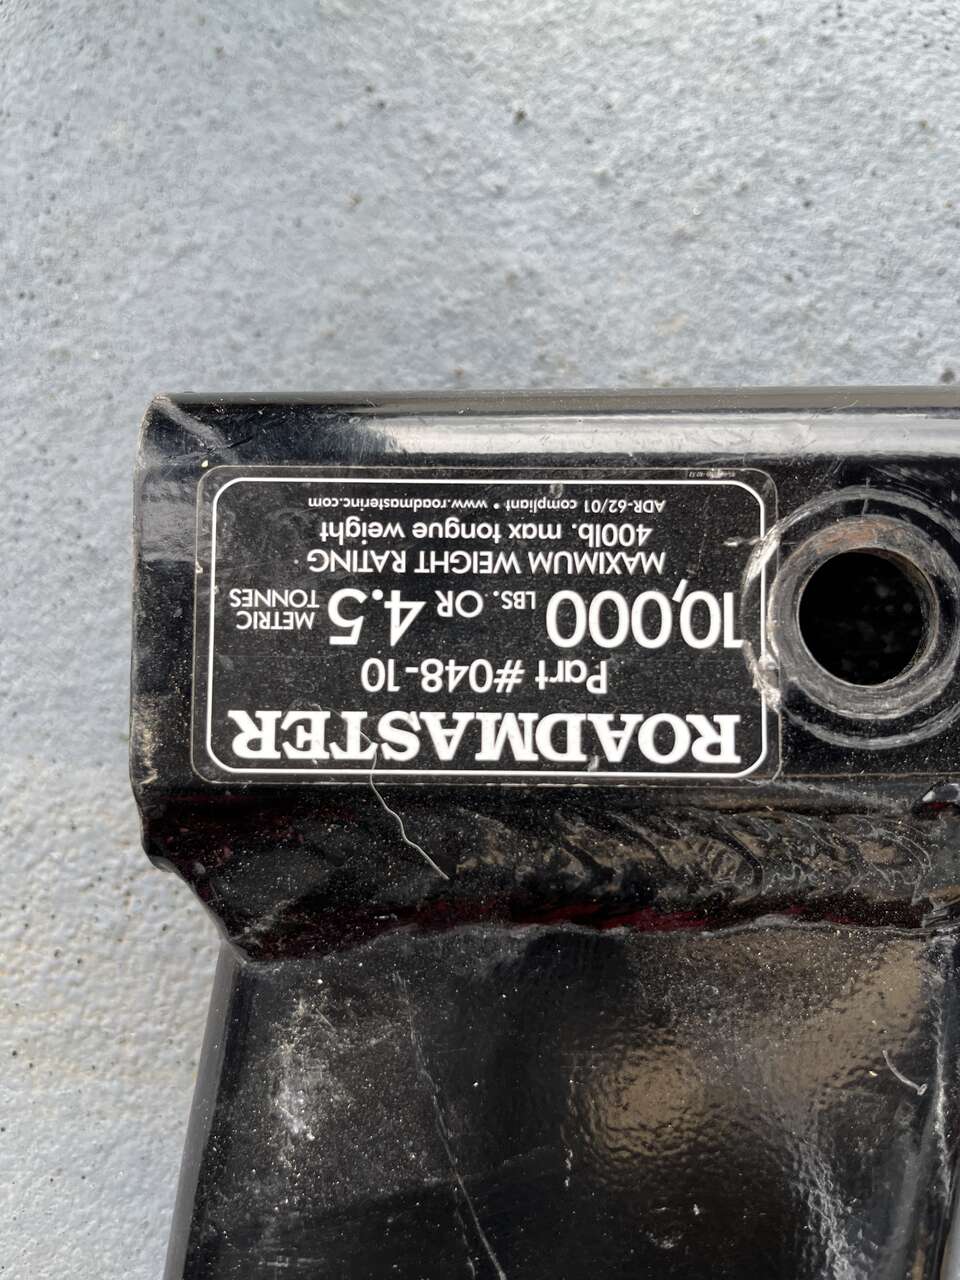 ROADMASTER
Part #048-10
10,000 LBS. OR 4.5 METRIC TONNES
MAXIMUM WEIGHT RATING
400lb. max tongue weight
ADR-62/01 compliant * www.roadmasterinc.com